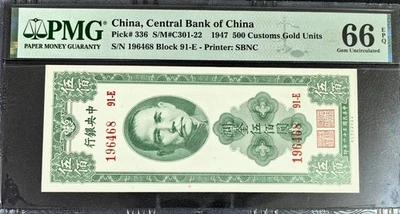 PMG
PAPER MONEY GUARANTY
China, Central Bank of China
Pick# 336 S/M#C301-22 1947 500 Customs Gold Units
S/N 196468 Block 91-E - Printer: SBNC
66 EPQ
Gem Uncirculated
中央銀行
伍佰
伍佰
196468 91-E
關金伍佰圓
196468 91-E
伍佰
伍佰